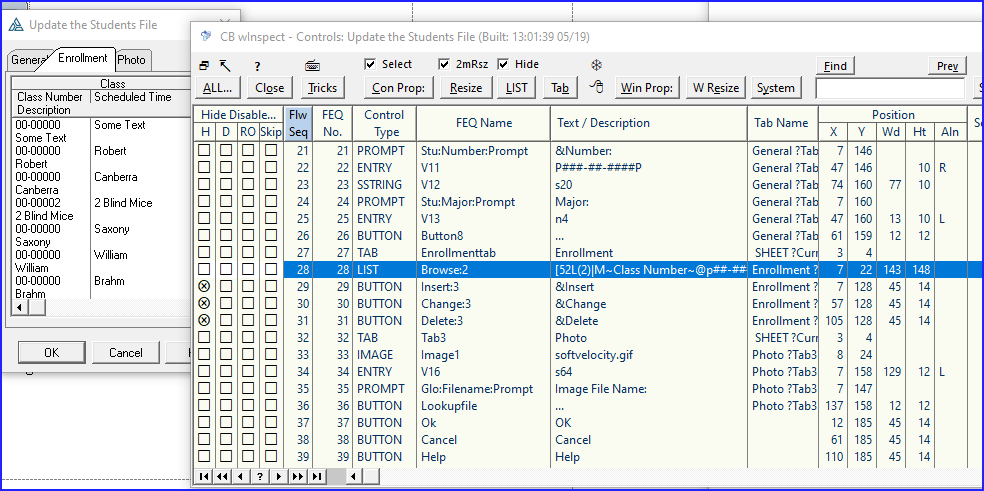 Update the Students File
General Enrollment Photo
Class
Class Number Scheduled Time
Description
00-00000 Some Text
Some Text
00-00000 Robert
Robert
00-00000 Canberra
Canberra
00-00002 2 Blind Mice
2 Blind Mice
00-00000 Saxony
Saxony
00-00000 William
William
00-00000 Brahm
Brahm
OK Cancel
CB wInspect - Controls: Update the Students File (Built: 13:01:39 05/19)
? Select 2mRsz Hide Find Prev
ALL... Close Tricks Con Prop: Resize LIST Tab Win Prop: W Resize System
Hide Disable... Flw FEQ Control FEQ Name Text / Description Tab Name Position
H D RO Skip Seq No. Type X Y Wd Ht Aln
21 21 PROMPT Stu:Number:Prompt &Number: General ?Tab 7 146
22 22 ENTRY V11 P###-##-####P General ?Tab 47 146 10 R
23 23 SSTRING V12 s20 General ?Tab 74 160 77 10
24 24 PROMPT Stu:Major:Prompt Major: General ?Tab 7 160
25 25 ENTRY V13 n4 General ?Tab 47 160 13 10 L
26 26 BUTTON Button8 ... General ?Tab 61 159 12 12
27 27 TAB Enrollmenttab Enrollment SHEET ?Curr 3 4
28 28 LIST Browse:2 [52L(2)|M~Class Number~@p##-## Enrollment ? 7 22 143 148
29 29 BUTTON Insert:3 &Insert Enrollment ? 7 128 45 14
30 30 BUTTON Change:3 &Change Enrollment ? 57 128 45 14
31 31 BUTTON Delete:3 &Delete Enrollment ? 105 128 45 14
32 32 TAB Tab3 Photo SHEET ?Curr 3 4
33 33 IMAGE Image1 softvelocity.gif Photo ?Tab3 8 24
34 34 ENTRY V16 s64 Photo ?Tab3 7 158 129 12 L
35 35 PROMPT Glo:Filename:Prompt Image File Name: Photo ?Tab3 7 147
36 36 BUTTON Lookupfile ... Photo ?Tab3 137 158 12 12
37 37 BUTTON Ok OK 12 185 45 14
38 38 BUTTON Cancel Cancel 61 185 45 14
39 39 BUTTON Help Help 110 185 45 14
?